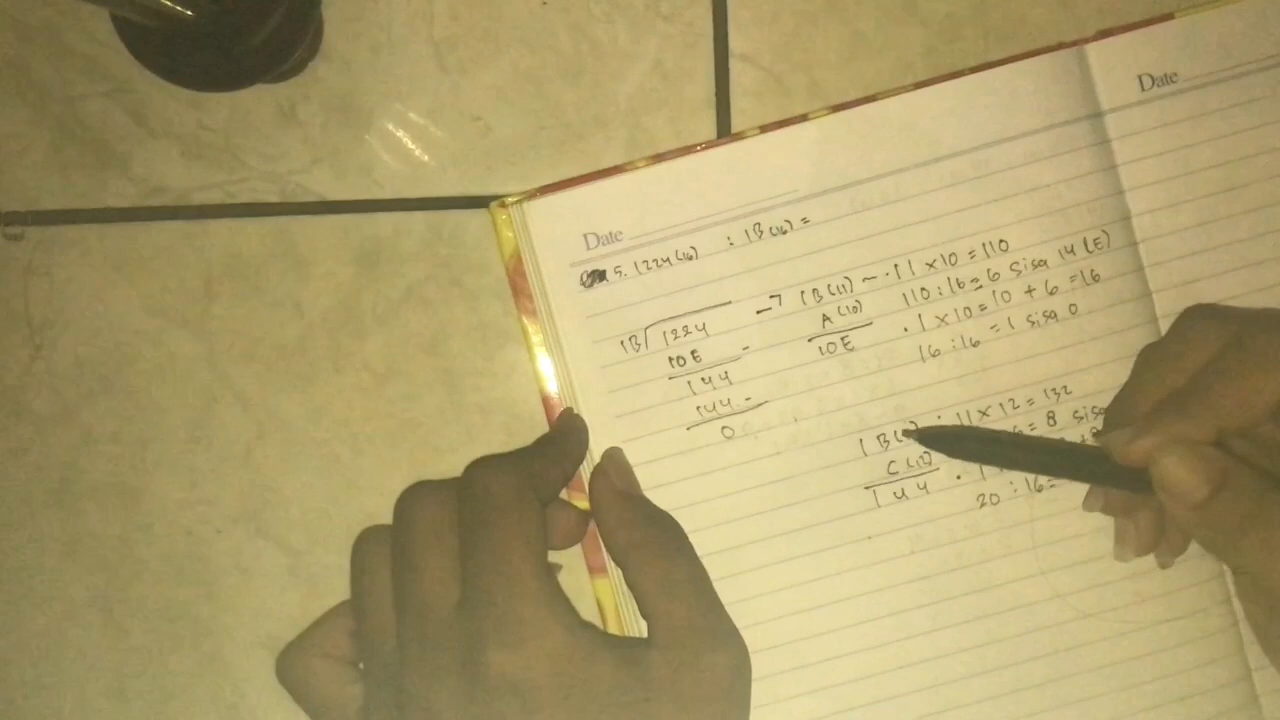 Date
Date
5. 1224(16) : 1B(16) =
1B 1224
10E -
144
144 -
0
1B(11) ~ · 11 x 10 = 110
A(10) 110 : 16 = 6 sisa 14 (E)
10E · 1 x 10 = 10 + 6 = 16
16 : 16 = 1 sisa 0
1B : 11 x 12 = 132
C(12) = 8
144 · 1
20 : 16 =